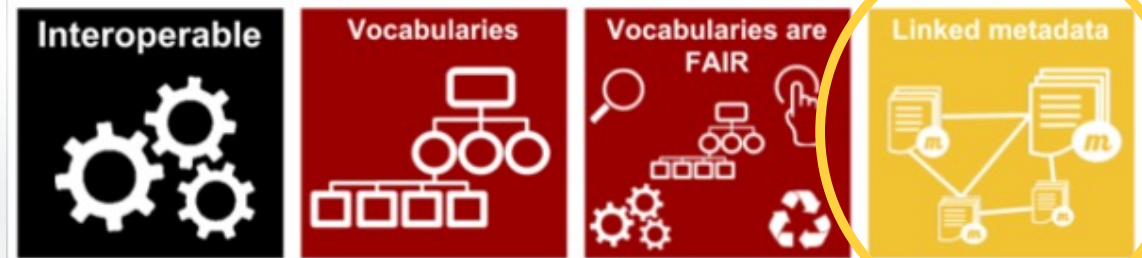 Interoperable
Vocabularies
Vocabularies are
FAIR
Linked metadata
m
m
m
m